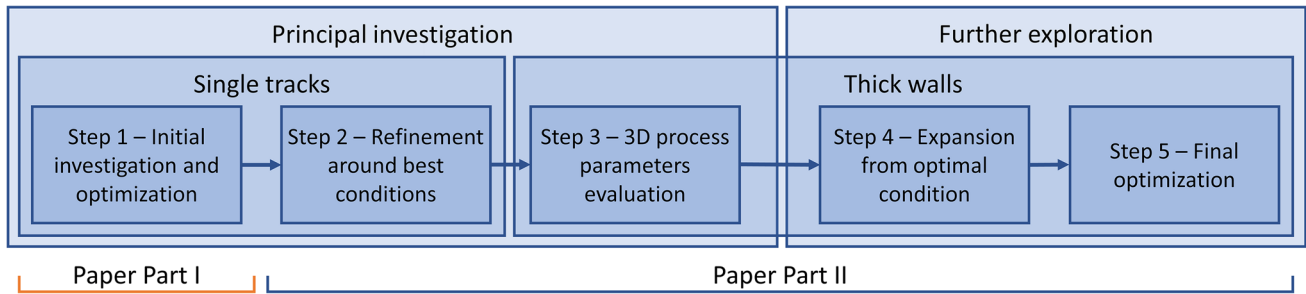 Principal investigation
Further exploration
Single tracks
Thick walls
Step 1 – Initial
investigation and
optimization
Step 2 – Refinement
around best
conditions
Step 3 – 3D process
parameters
evaluation
Step 4 – Expansion
from optimal
condition
Step 5 – Final
optimization
Paper Part I
Paper Part II